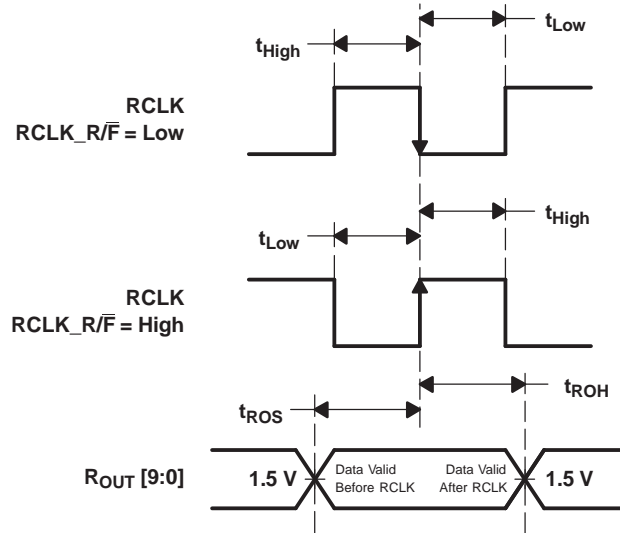 tLow
tHigh
RCLK
RCLK_R/F̅ = Low
tHigh
tLow
RCLK
RCLK_R/F̅ = High
tROH
tROS
ROUT [9:0]
1.5 V
Data Valid
Before RCLK
Data Valid
After RCLK
1.5 V